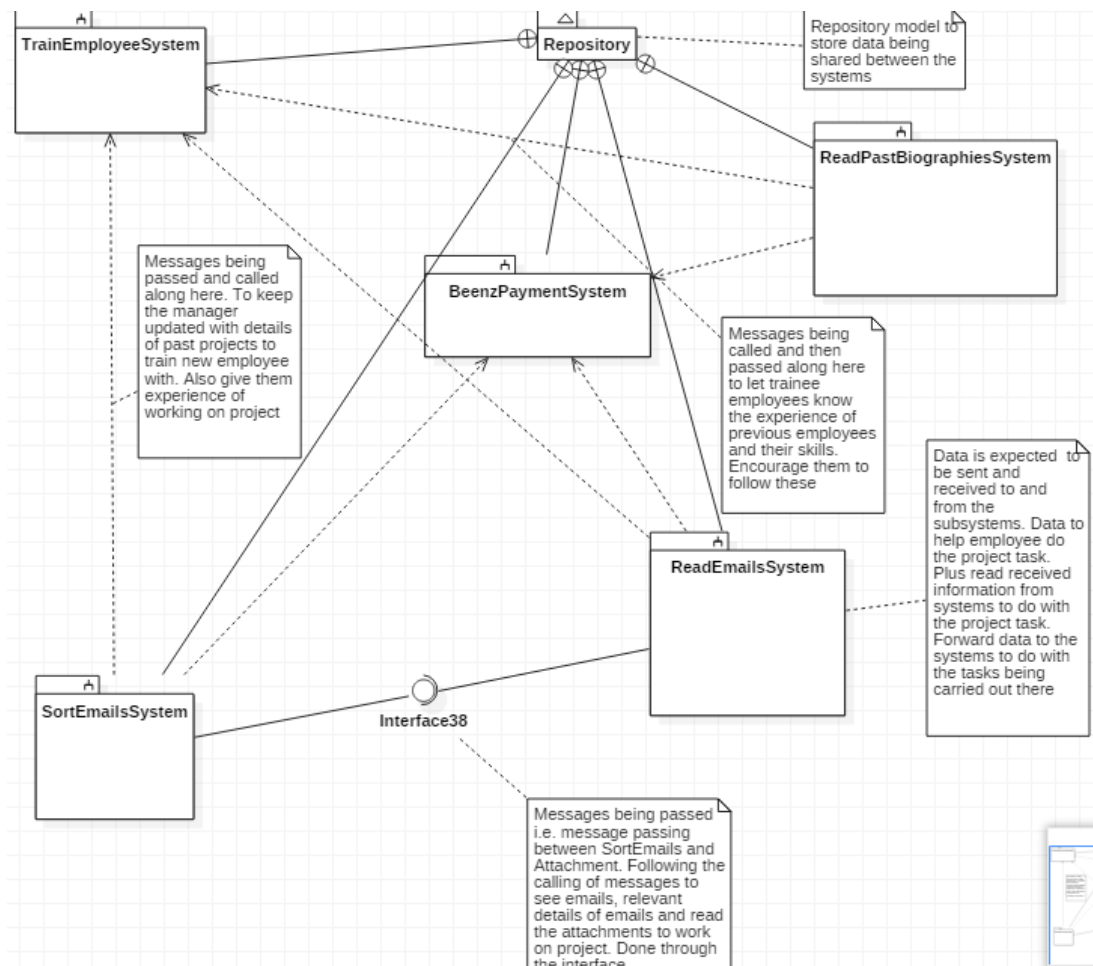 TrainEmployeeSystem
Repository
Repository model to
store data being
shared between the
systems
ReadPastBiographiesSystem
Messages being
passed and called
along here. To keep
the manager
updated with details
of past projects to
train new employee
with. Also give them
experience of
working on project
BeenzPaymentSystem
Messages being
called and then
passed along here
to let trainee
employees know
the experience of
previous employees
and their skills.
Encourage them to
follow these
Data is expected to
be sent and
received to and
from the
subsystems. Data to
help employee do
the project task.
Plus read received
information from
systems to do with
the project task.
Forward data to the
systems to do with
the tasks being
carried out there
ReadEmailsSystem
SortEmailsSystem
Interface38
Messages being passed
i.e. message passing
between SortEmails and
Attachment. Following the
calling of messages to
see emails, relevant
details of emails and read
the attachments to work
on project. Done through
the interface